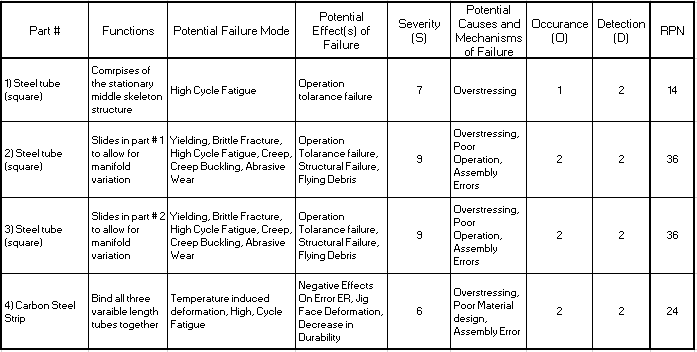 Part #
Functions
Potential Failure Mode
Potential
Effect(s) of
Failure
Severity
(S)
Potential
Causes and
Mechanisms
of Failure
Occurance
(O)
Detection
(D)
RPN
1) Steel tube
(square)
Comrpises of
the stationary
middle skeleton
structure
High Cycle Fatigue
Operation
tolarance failure
7
Overstressing
1
2
14
2) Steel tube
(square)
Slides in part # 1
to allow for
manifold
variation
Yielding, Brittle Fracture,
High Cycle Fatigue, Creep,
Creep Buckling, Abrasive
Wear
Operation
Tolarance failure,
Structural Failure,
Flying Debris
9
Overstressing,
Poor
Operation,
Assembly
Errors
2
2
36
3) Steel tube
(square)
Slides in part # 2
to allow for
manifold
variation
Yielding, Brittle Fracture,
High Cycle Fatigue, Creep,
Creep Buckling, Abrasive
Wear
Operation
Tolarance failure,
Structural Failure,
Flying Debris
9
Overstressing,
Poor
Operation,
Assembly
Errors
2
2
36
4) Carbon Steel
Strip
Bind all three
varaible length
tubes together
Temperature induced
deformation, High, Cycle
Fatigue
Negative Effects
On Error ER, Jig
Face Deformation,
Decrease in
Durability
6
Overstressing,
Poor Material
design,
Assembly Error
2
2
24